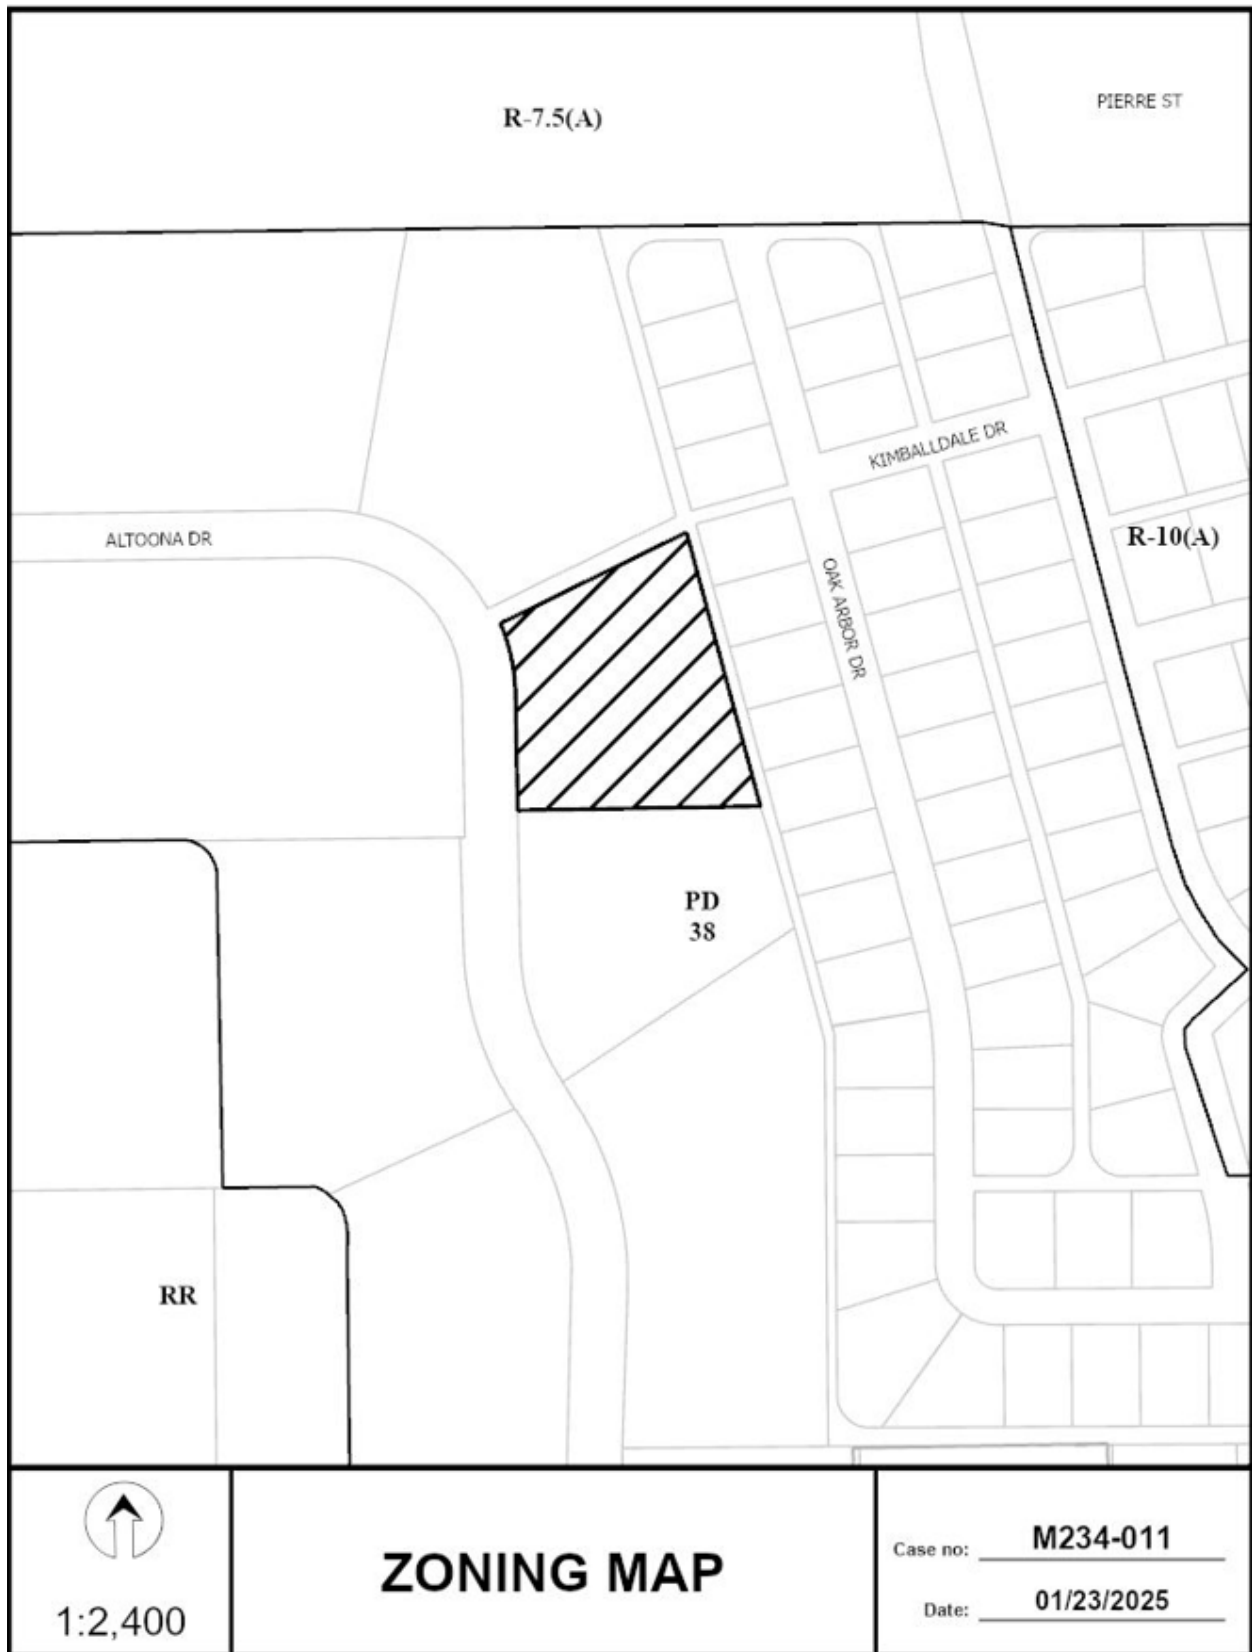 R-7.5(A)
PIERRE ST
KIMBALLDALE DR
ALTOONA DR
R-10(A)
OAK ARBOR DR
PD
38
RR
1:2,400
ZONING MAP
Case no: M234-011
Date: 01/23/2025